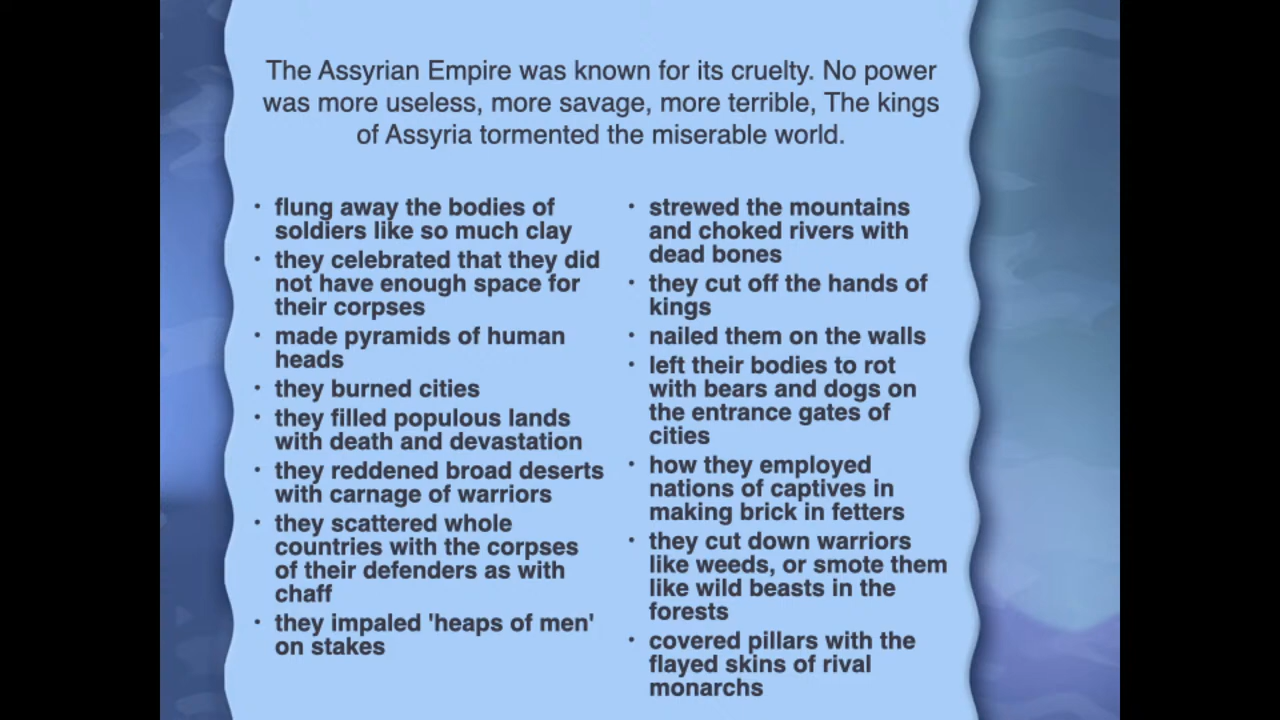 The Assyrian Empire was known for its cruelty. No power
was more useless, more savage, more terrible, The kings
of Assyria tormented the miserable world.
• flung away the bodies of
soldiers like so much clay
• they celebrated that they did
not have enough space for
their corpses
• made pyramids of human
heads
• they burned cities
• they filled populous lands
with death and devastation
• they reddened broad deserts
with carnage of warriors
• they scattered whole
countries with the corpses
of their defenders as with
chaff
• they impaled 'heaps of men'
on stakes
• strewed the mountains
and choked rivers with
dead bones
• they cut off the hands of
kings
• nailed them on the walls
• left their bodies to rot
with bears and dogs on
the entrance gates of
cities
• how they employed
nations of captives in
making brick in fetters
• they cut down warriors
like weeds, or smote them
like wild beasts in the
forests
• covered pillars with the
flayed skins of rival
monarchs